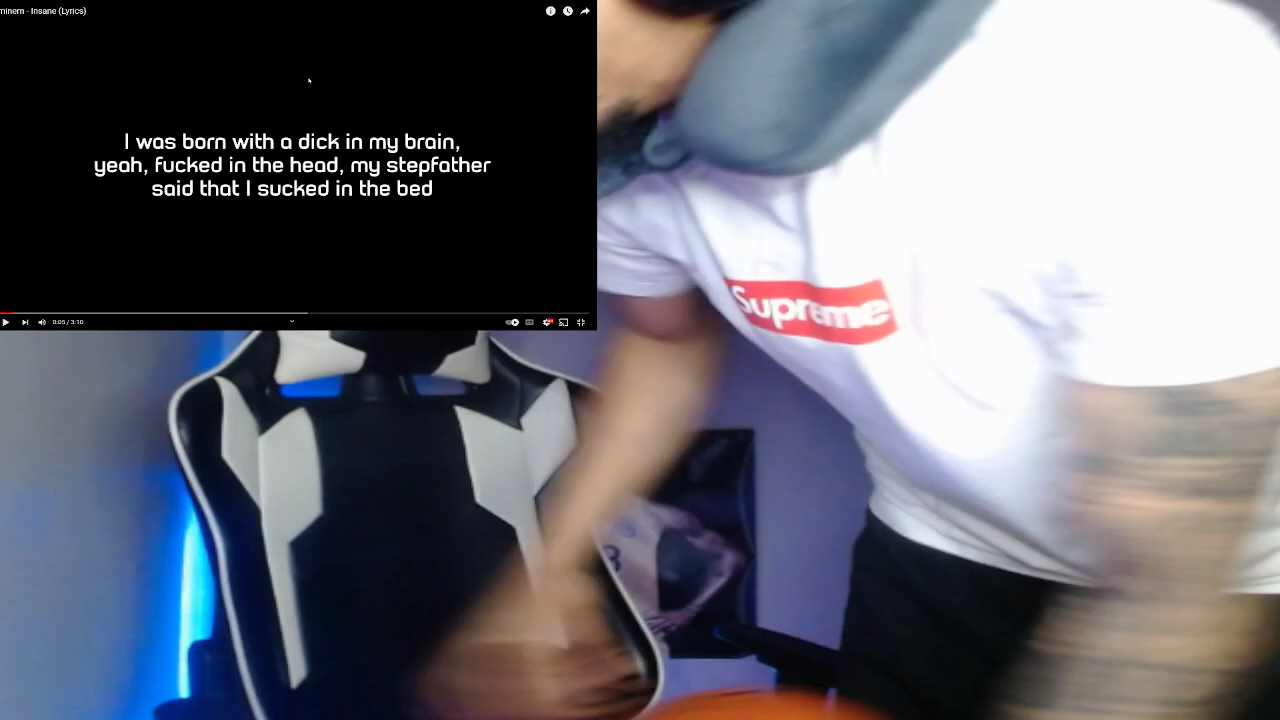 minem - Insane (Lyrics)
I was born with a dick in my brain,
yeah, fucked in the head, my stepfather
said that I sucked in the bed
0:05 / 3:10
Supreme